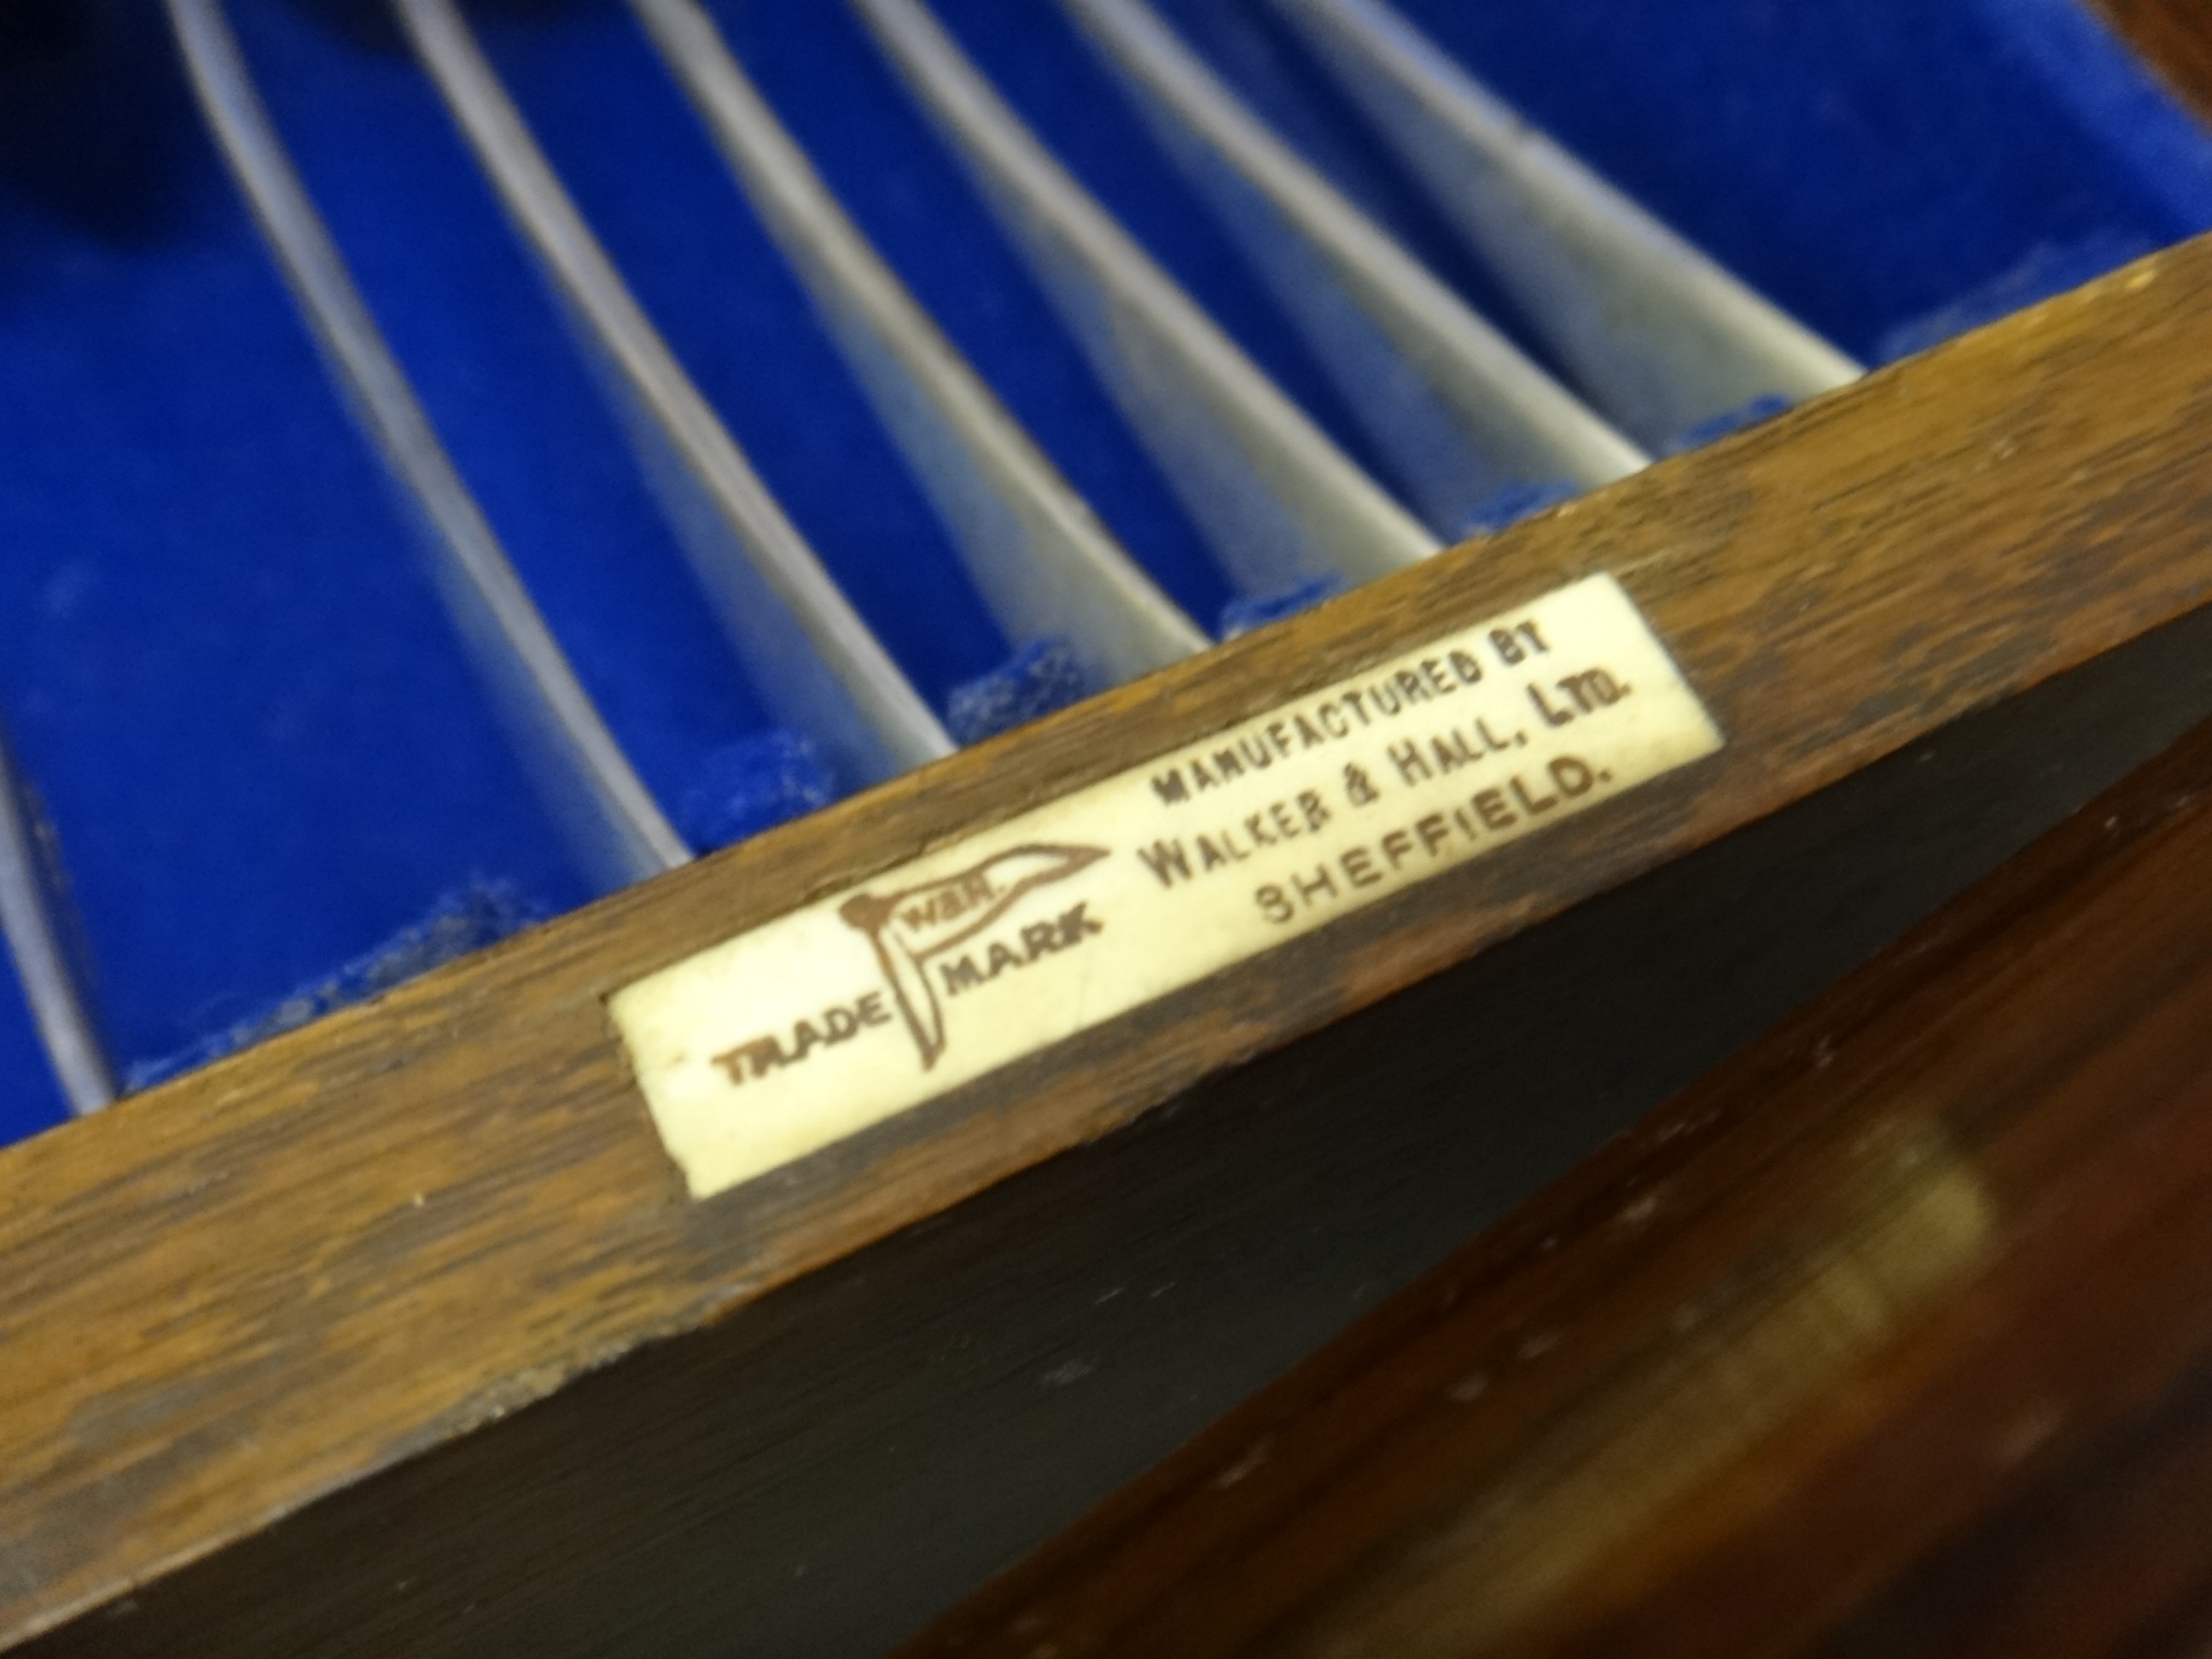 W&H.
TRADE MARK
MANUFACTURED BY
WALKER & HALL, LTD.
SHEFFIELD.